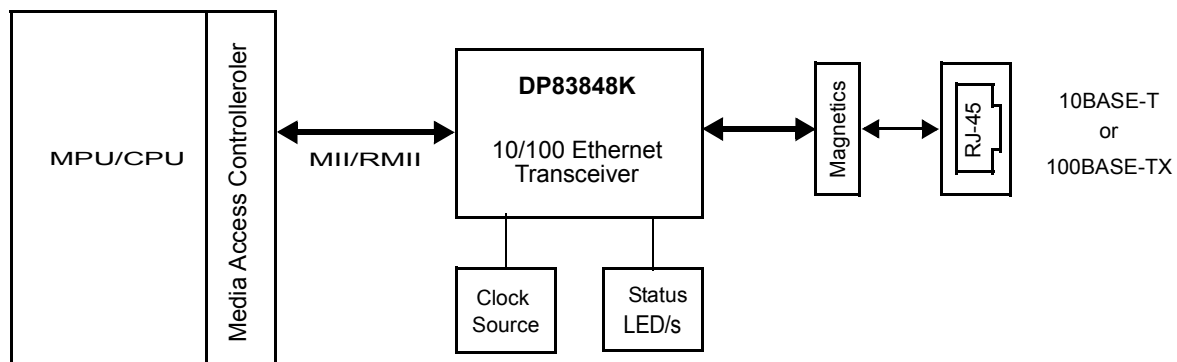 MPU/CPU
Media Access Controlleroler
MII/RMII
DP83848K
10/100 Ethernet
Transceiver
Clock
Source
Status
LED/s
Magnetics
RJ-45
10BASE-T
or
100BASE-TX